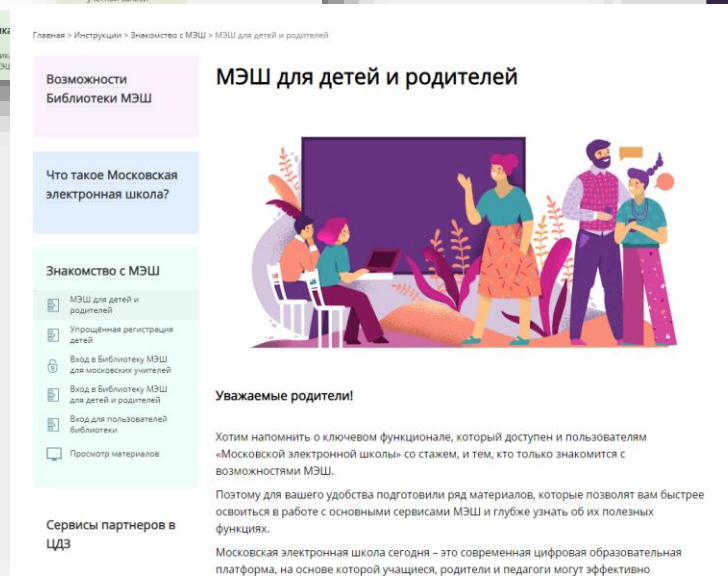 учетной записи
Главная > Инструкции > Знакомство с МЭШ > МЭШ для детей и родителей
Возможности
Библиотеки МЭШ
Что такое Московская
электронная школа?
Знакомство с МЭШ
МЭШ для детей и
родителей
Упрощённая регистрация
детей
Вход в Библиотеку МЭШ
для московских учителей
Вход в Библиотеку МЭШ
для детей и родителей
Вход для пользователей
библиотеки
Просмотр материалов
Сервисы партнеров в
ЦДЗ
МЭШ для детей и родителей
Уважаемые родители!
Хотим напомнить о ключевом функционале, который доступен и пользователям
«Московской электронной школы» со стажем, и тем, кто только знакомится с
возможностями МЭШ.
Поэтому для вашего удобства подготовили ряд материалов, которые позволят вам быстрее
освоиться в работе с основными сервисами МЭШ и глубже узнать об их полезных
функциях.
Московская электронная школа сегодня – это современная цифровая образовательная
платформа, на основе которой учащиеся, родители и педагоги могут эффективно